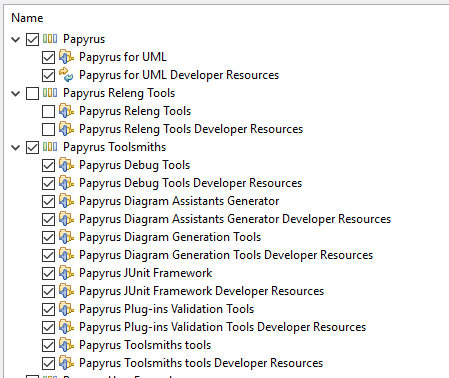 Name
Papyrus
Papyrus for UML
Papyrus for UML Developer Resources
Papyrus Releng Tools
Papyrus Releng Tools
Papyrus Releng Tools Developer Resources
Papyrus Toolsmiths
Papyrus Debug Tools
Papyrus Debug Tools Developer Resources
Papyrus Diagram Assistants Generator
Papyrus Diagram Assistants Generator Developer Resources
Papyrus Diagram Generation Tools
Papyrus Diagram Generation Tools Developer Resources
Papyrus JUnit Framework
Papyrus JUnit Framework Developer Resources
Papyrus Plug-ins Validation Tools
Papyrus Plug-ins Validation Tools Developer Resources
Papyrus Toolsmiths tools
Papyrus Toolsmiths tools Developer Resources